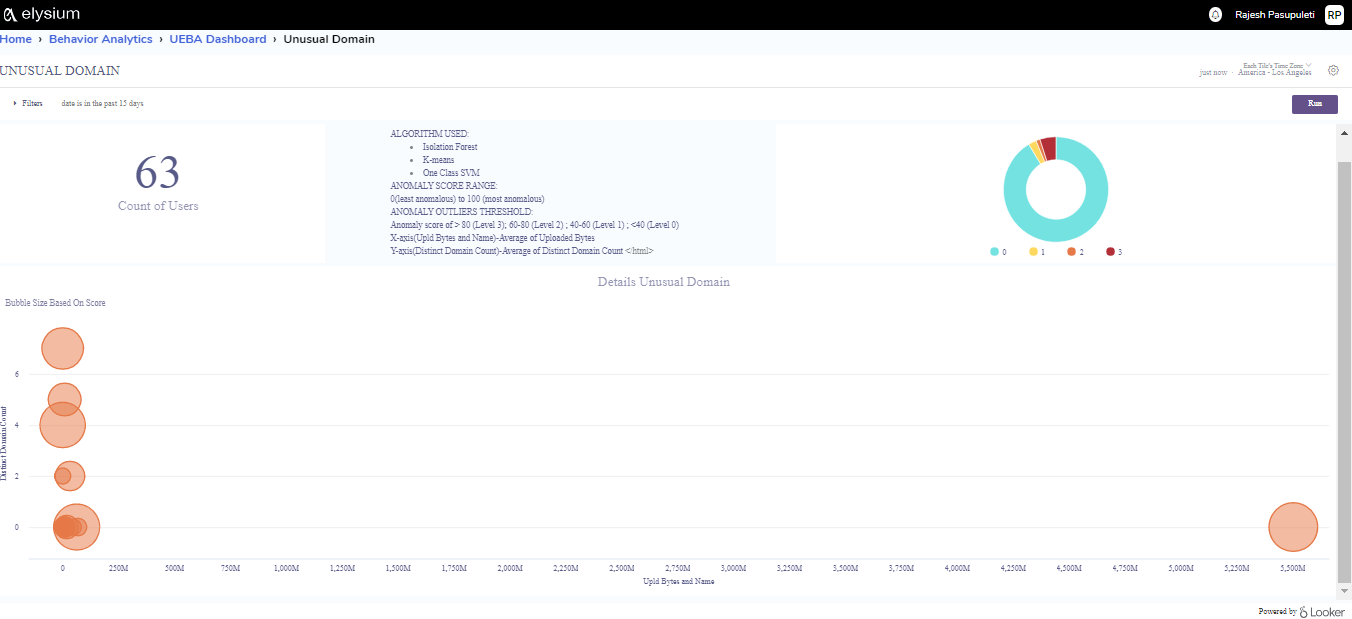 elysium
Rajesh Pasupuleti RP
Home › Behavior Analytics › UEBA Dashboard › Unusual Domain
UNUSUAL DOMAIN
just now · Each Tile's Time Zone
America - Los Angeles
Filters date is in the past 15 days
Run
63
Count of Users
ALGORITHM USED:
• Isolation Forest
• K-means
• One Class SVM
ANOMALY SCORE RANGE:
0(least anomalous) to 100 (most anomalous)
ANOMALY OUTLIERS THRESHOLD:
Anomaly score of > 80 (Level 3); 60-80 (Level 2) ; 40-60 (Level 1) ; <40 (Level 0)
X-axis(Upld Bytes and Name)-Average of Uploaded Bytes
Y-axis(Distinct Domain Count)-Average of Distinct Domain Count </html>
0 1 2 3
Details Unusual Domain
Bubble Size Based On Score
Distinct Domain Count
6
4
2
0
0 250M 500M 750M 1,000M 1,250M 1,500M 1,750M 2,000M 2,250M 2,500M 2,750M 3,000M 3,250M 3,500M 3,750M 4,000M 4,250M 4,500M 4,750M 5,000M 5,250M 5,500M
Upld Bytes and Name
Powered by Looker